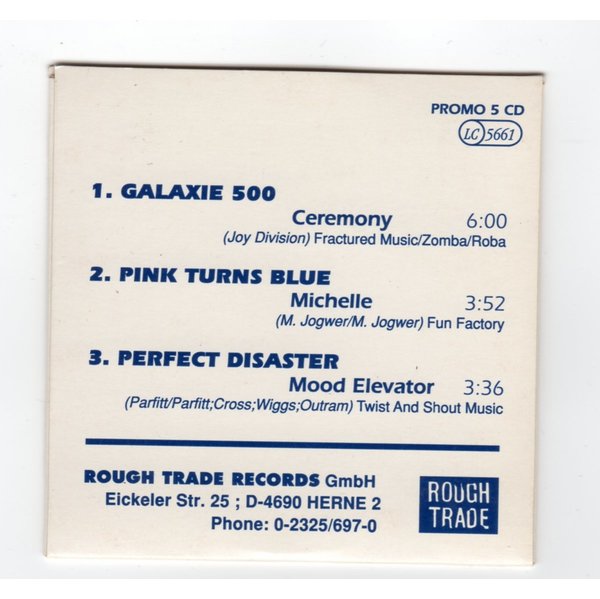 PROMO 5 CD
LC 5661
1. GALAXIE 500
Ceremony 6:00
(Joy Division) Fractured Music/Zomba/Roba
2. PINK TURNS BLUE
Michelle 3:52
(M. Jogwer/M. Jogwer) Fun Factory
3. PERFECT DISASTER
Mood Elevator 3:36
(Parfitt/Parfitt;Cross;Wiggs;Outram) Twist And Shout Music
ROUGH TRADE RECORDS GmbH
Eickeler Str. 25 ; D-4690 HERNE 2
Phone: 0-2325/697-0
ROUGH
TRADE